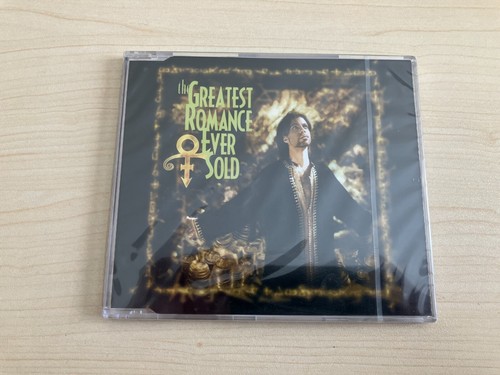 the
GREATEST
ROMANCE
EVER
SOLD